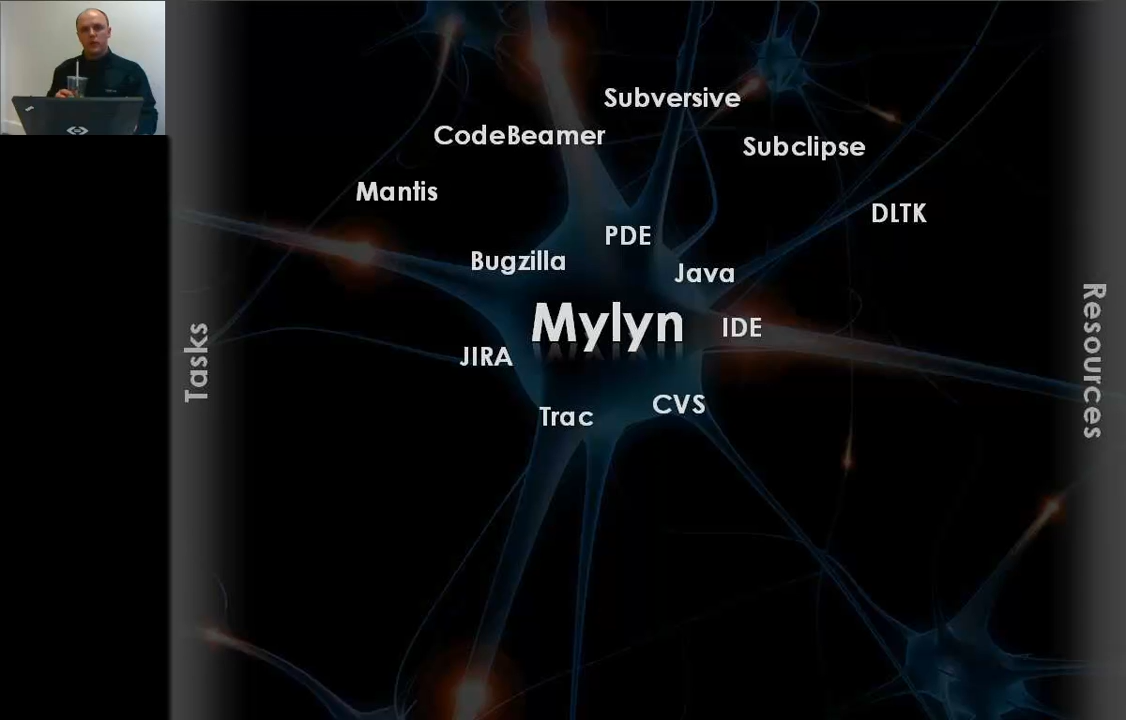 Subversive
CodeBeamer
Subclipse
Mantis
DLTK
PDE
Bugzilla
Java
Mylyn
IDE
JIRA
Trac
CVS
Tasks
Resources